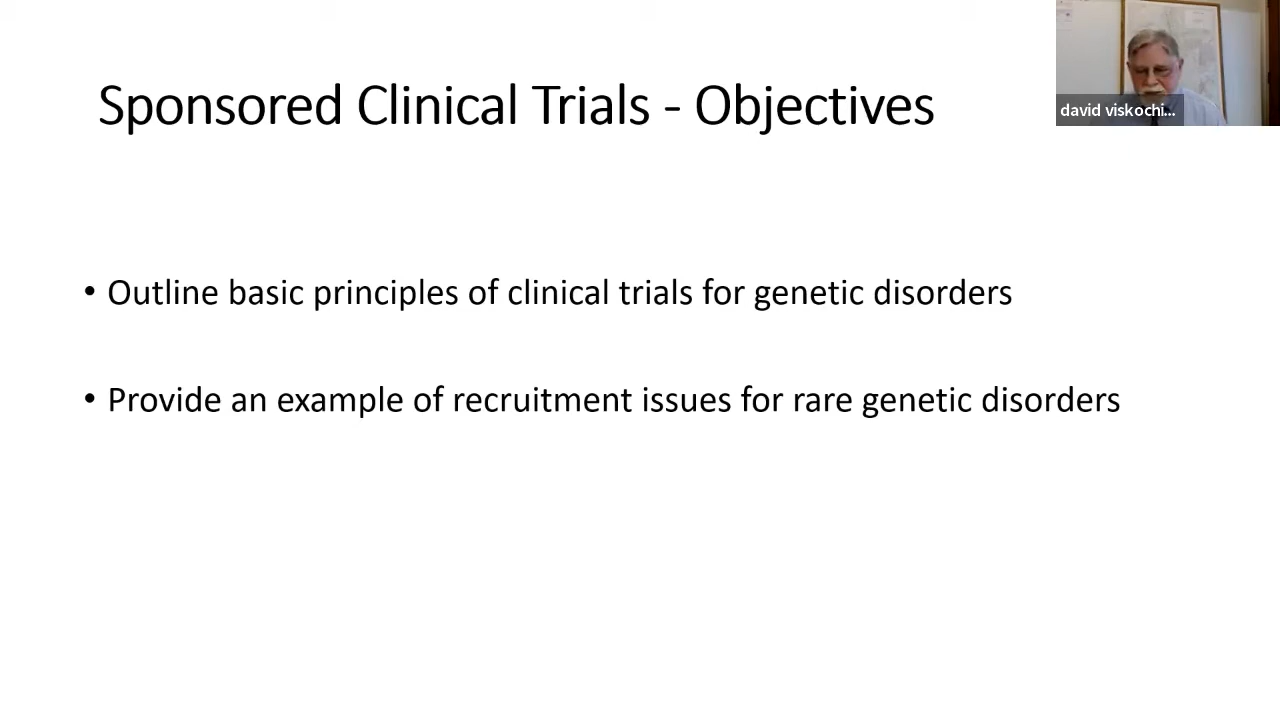 Sponsored Clinical Trials - Objectives
david viskochi...
• Outline basic principles of clinical trials for genetic disorders
• Provide an example of recruitment issues for rare genetic disorders